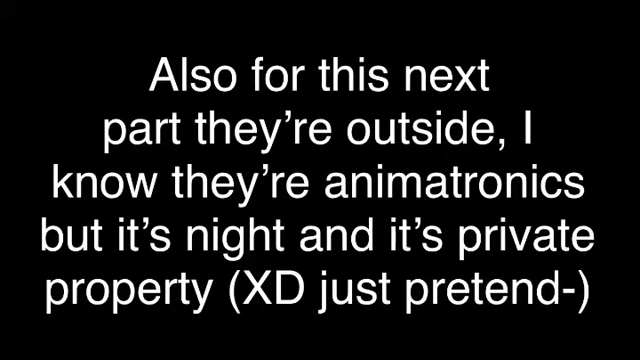 Also for this next
part they’re outside, I
know they’re animatronics
but it’s night and it’s private
property (XD just pretend-)